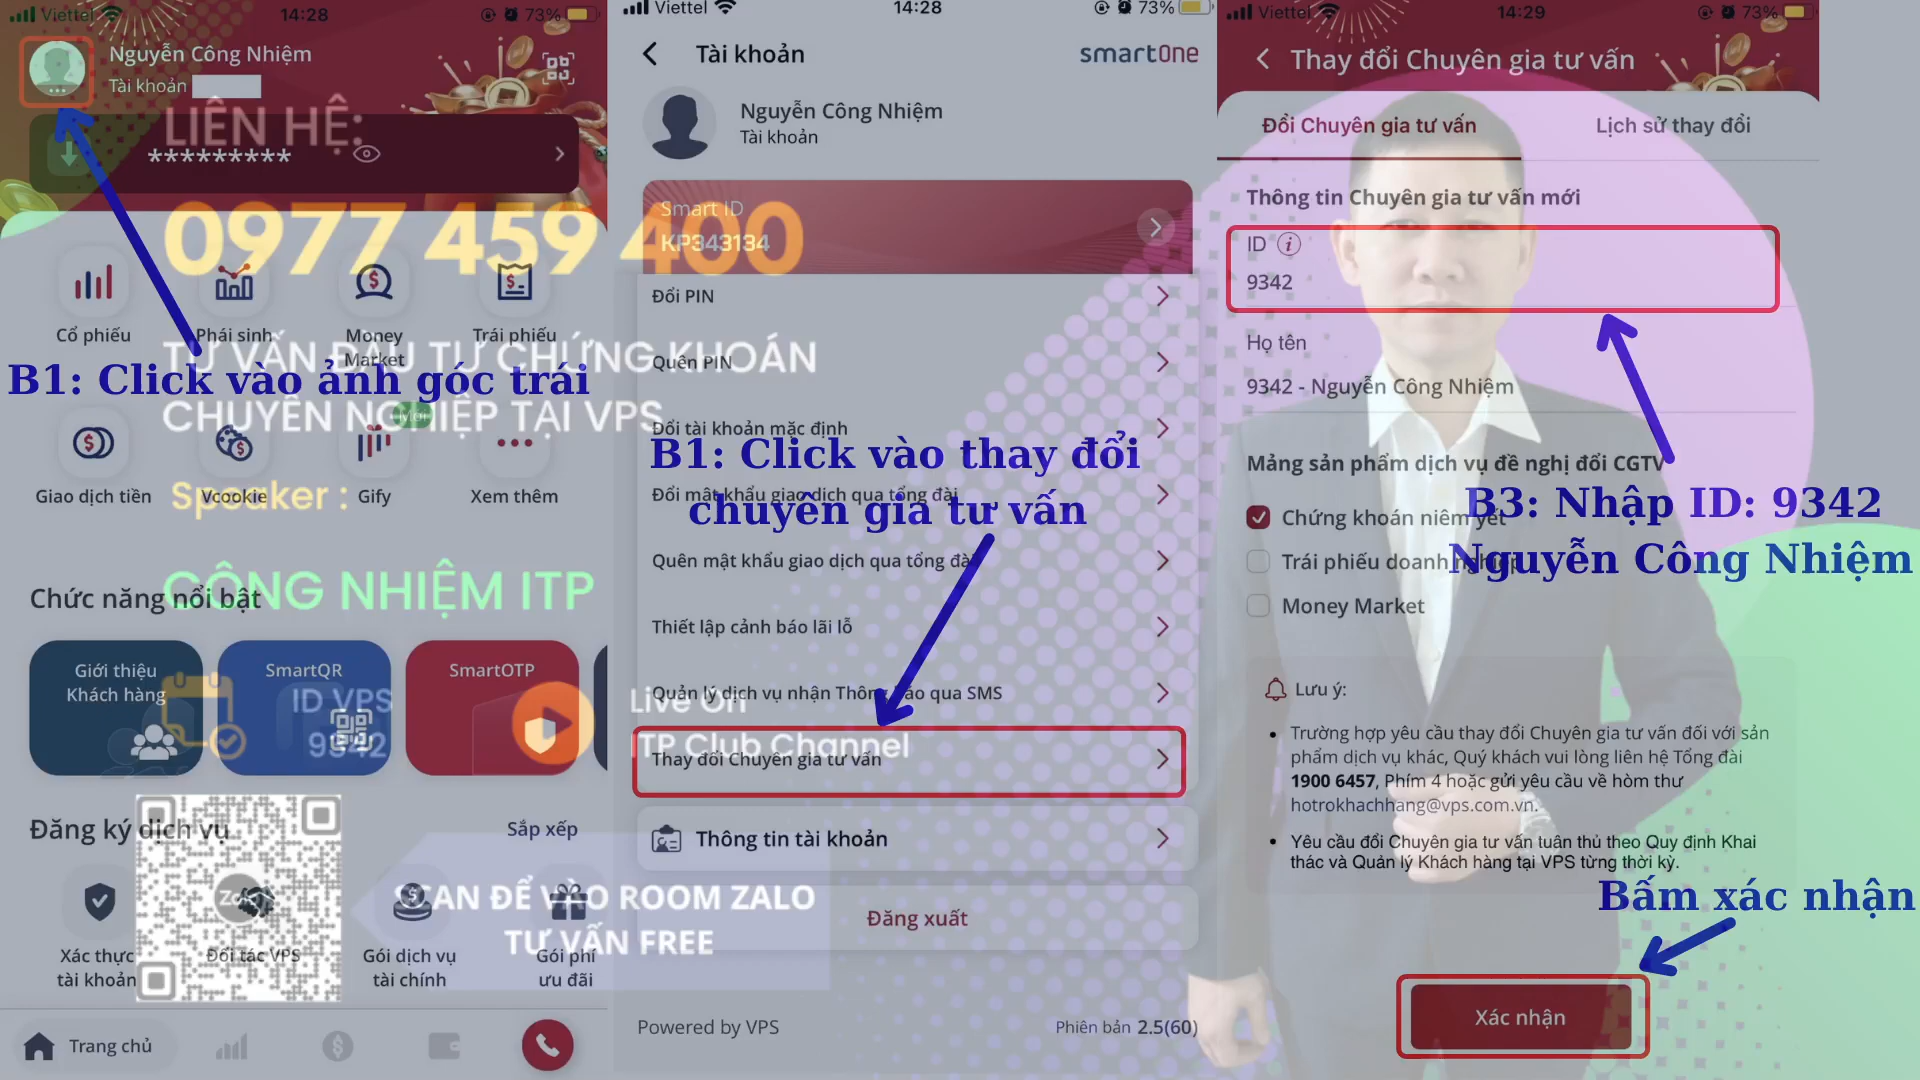 Viettel 14:28 73%
Nguyễn Công Nhiệm
Tài khoản
LIÊN HỆ:
*********
0977 459 400
Cổ phiếu
Phái sinh
Money
Market
Trái phiếu
TƯ VẤN ĐẦU TƯ CHỨNG KHOÁN
B1: Click vào ảnh góc trái
CHUYÊN NGHIỆP TẠI VPS
Giao dịch tiền
Vcookie
Gify
Xem thêm
Speaker :
CÔNG NHIỆM ITP
Chức năng nổi bật
Giới thiệu
Khách hàng
SmartQR
SmartOTP
ID VPS
9342
Live On
ITP Club Channel
Đăng ký dịch vụ
Sắp xếp
Zalo
SCAN ĐỂ VÀO ROOM ZALO
TƯ VẤN FREE
Xác thực
tài khoản
Đối tác VPS
Gói dịch vụ
tài chính
Gói phí
ưu đãi
Trang chủ
Viettel 14:28 73%
Tài khoản
smartOne
Nguyễn Công Nhiệm
Tài khoản
Smart ID
KP343134
Đổi PIN
Quên PIN
Đổi tài khoản mặc định
B1: Click vào thay đổi
chuyên gia tư vấn
Đổi mật khẩu giao dịch qua tổng đài
Quên mật khẩu giao dịch qua tổng đài
Thiết lập cảnh báo lãi lỗ
Quản lý dịch vụ nhận Thông báo qua SMS
Thay đổi Chuyên gia tư vấn
Thông tin tài khoản
Đăng xuất
Powered by VPS
Phiên bản 2.5(60)
Viettel 14:29 73%
Thay đổi Chuyên gia tư vấn
Đổi Chuyên gia tư vấn
Lịch sử thay đổi
Thông tin Chuyên gia tư vấn mới
ID i
9342
Họ tên
9342 - Nguyễn Công Nhiệm
Mảng sản phẩm dịch vụ đề nghị đổi CGTV
B3: Nhập ID: 9342
Nguyễn Công Nhiệm
Chứng khoán niêm yết
Trái phiếu doanh nghiệp
Money Market
Lưu ý:
• Trường hợp yêu cầu thay đổi Chuyên gia tư vấn đối với sản
phẩm dịch vụ khác, Quý khách vui lòng liên hệ Tổng đài
1900 6457, Phím 4 hoặc gửi yêu cầu về hòm thư
hotrokhachhang@vps.com.vn.
• Yêu cầu đổi Chuyên gia tư vấn tuân thủ theo Quy định Khai
thác và Quản lý Khách hàng tại VPS từng thời kỳ.
Bấm xác nhận
Xác nhận